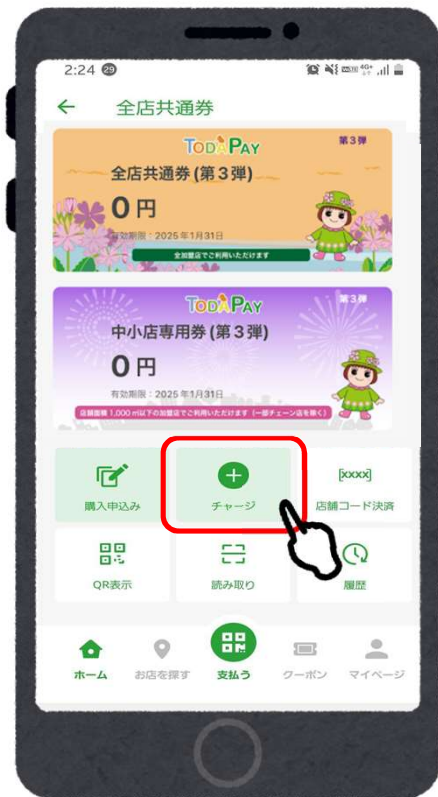 2:24 29
4G+
← 全店共通券
TODAPAY
第3弾
全店共通券(第3弾)
0円
有効期限：2025年1月31日
全加盟店でご利用いただけます
TODAPAY
第3弾
中小店専用券(第3弾)
0円
有効期限：2025年1月31日
店舗面積 1,000㎡以下の加盟店でご利用いただけます（一部チェーン店を除く）
購入申込み
チャージ
[xxxx]
店舗コード決済
QR表示
読み取り
履歴
ホーム
お店を探す
支払う
クーポン
マイページ